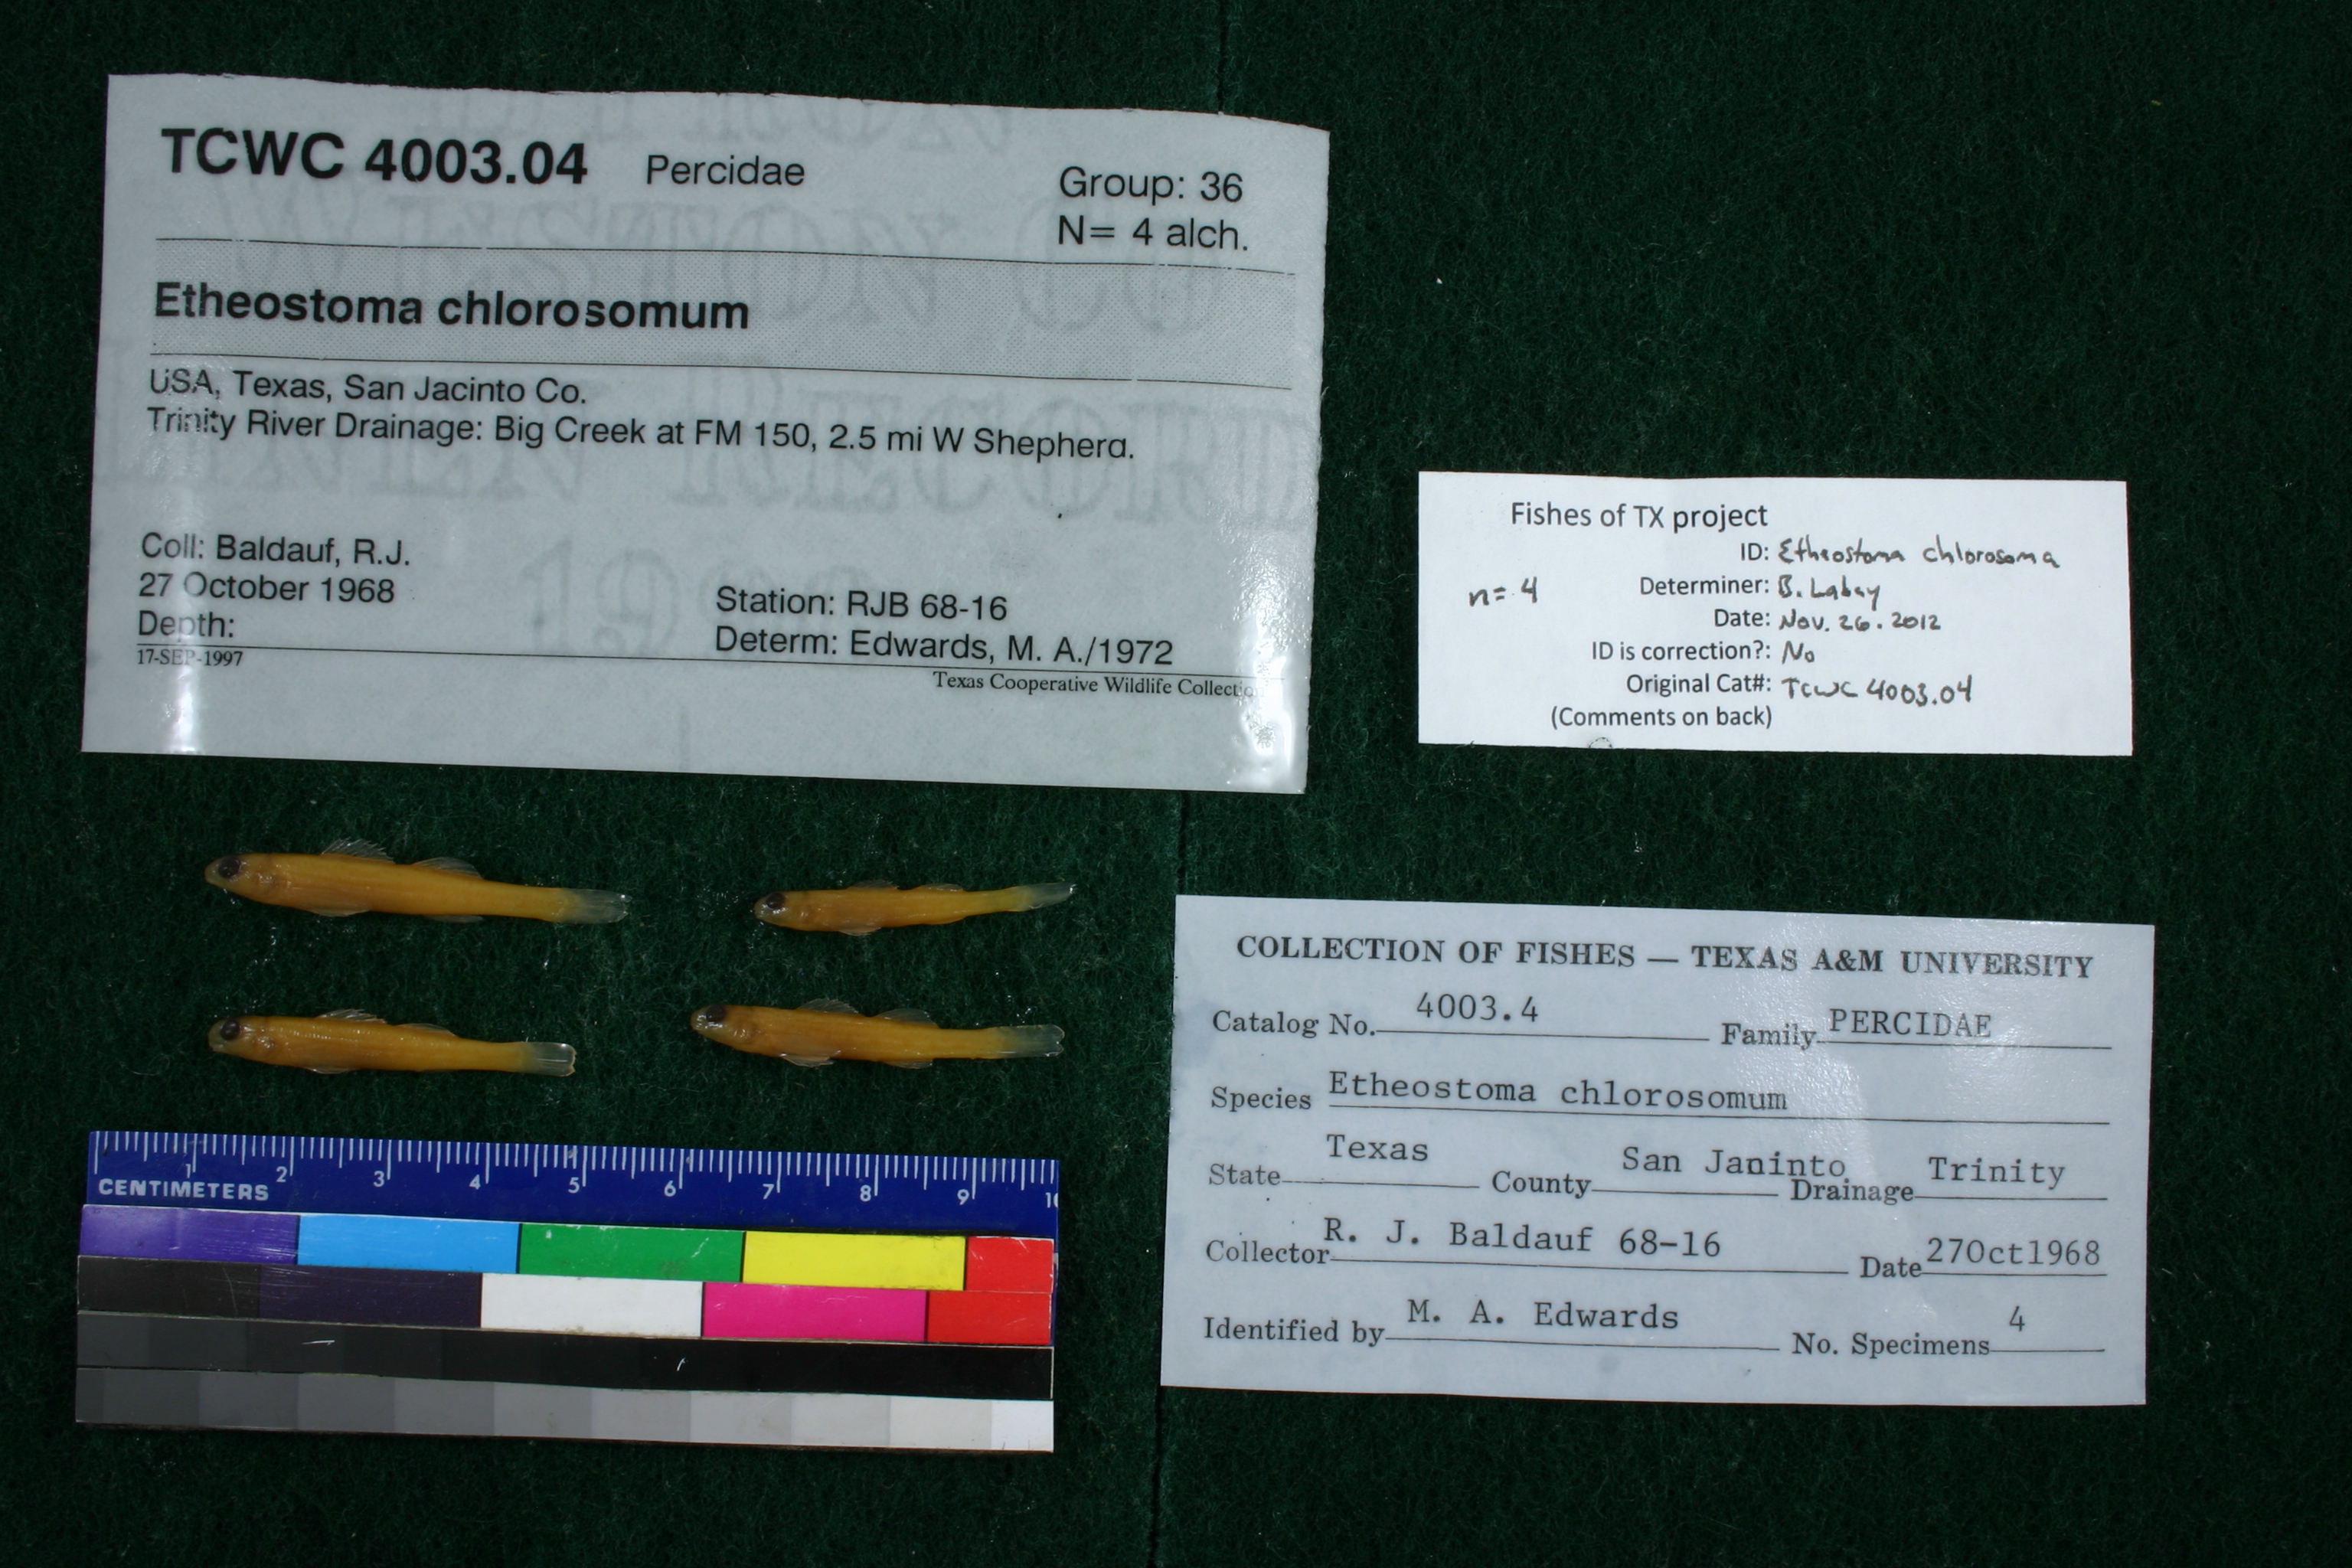 TCWC 4003.04 Percidae Group: 36
N= 4 alch.
Etheostoma chlorosomum
USA, Texas, San Jacinto Co.
Trinity River Drainage: Big Creek at FM 150, 2.5 mi W Shepherd.
Coll: Baldauf, R.J.
27 October 1968 Station: RJB 68-16
Depth: Determ: Edwards, M. A./1972
17-SEP-1997 Texas Cooperative Wildlife Collection
Fishes of TX project
ID: Etheostoma chlorosoma
n= 4 Determiner: B. Labay
Date: Nov. 26. 2012
ID is correction?: No
Original Cat#: TCWC 4003.04
(Comments on back)
COLLECTION OF FISHES — TEXAS A&M UNIVERSITY
Catalog No. 4003.4 Family PERCIDAE
Species Etheostoma chlorosomum
State Texas County San Janinto Drainage Trinity
Collector R. J. Baldauf 68-16 Date 27Oct1968
Identified by M. A. Edwards No. Specimens 4
1 2 3 4 5 6 7 8 9 10
CENTIMETERS